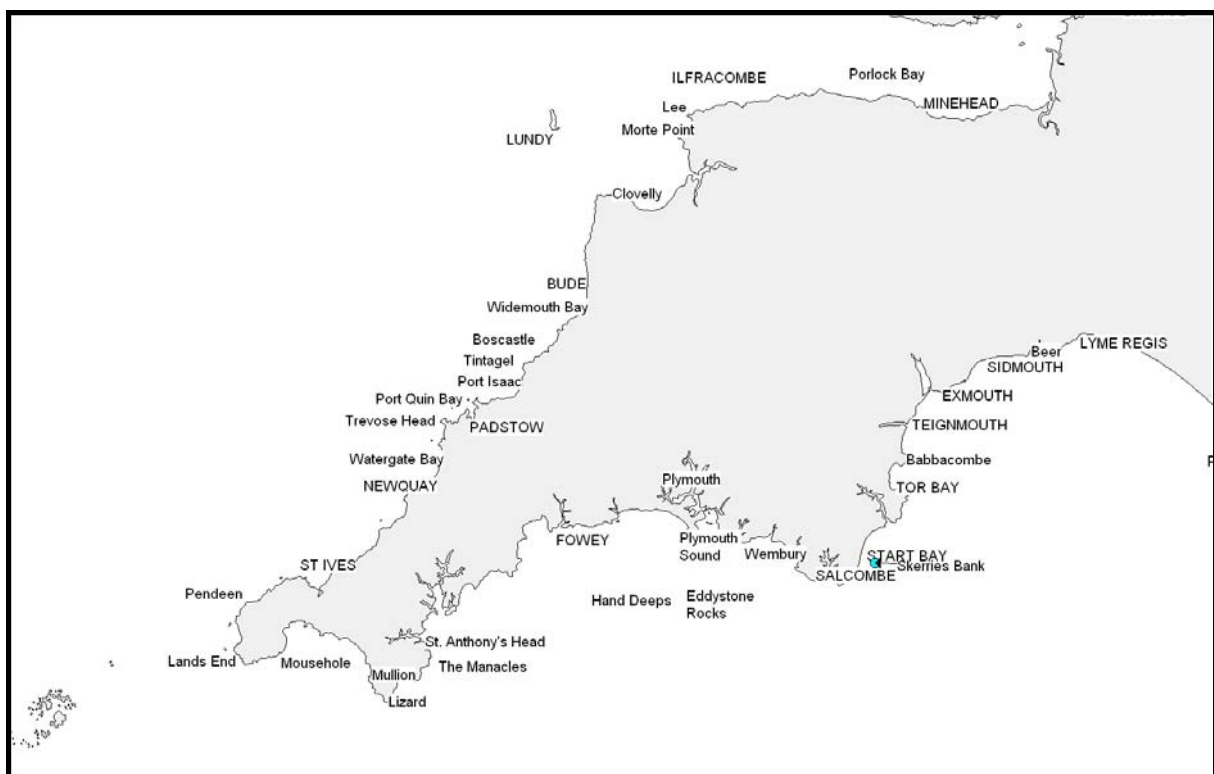 ILFRACOMBE
Porlock Bay
Lee
MINEHEAD
Morte Point
LUNDY
Clovelly
BUDE
Widemouth Bay
Boscastle
Tintagel
Port Isaac
Port Quin Bay
Trevose Head
PADSTOW
Watergate Bay
NEWQUAY
Beer
LYME REGIS
SIDMOUTH
EXMOUTH
TEIGNMOUTH
Babbacombe
TOR BAY
Plymouth
FOWEY
Plymouth
Sound
Wembury
START BAY
Skerries Bank
SALCOMBE
ST IVES
Pendeen
Hand Deeps
Eddystone
Rocks
St. Anthony's Head
Lands End
Mousehole
The Manacles
Mullion
Lizard